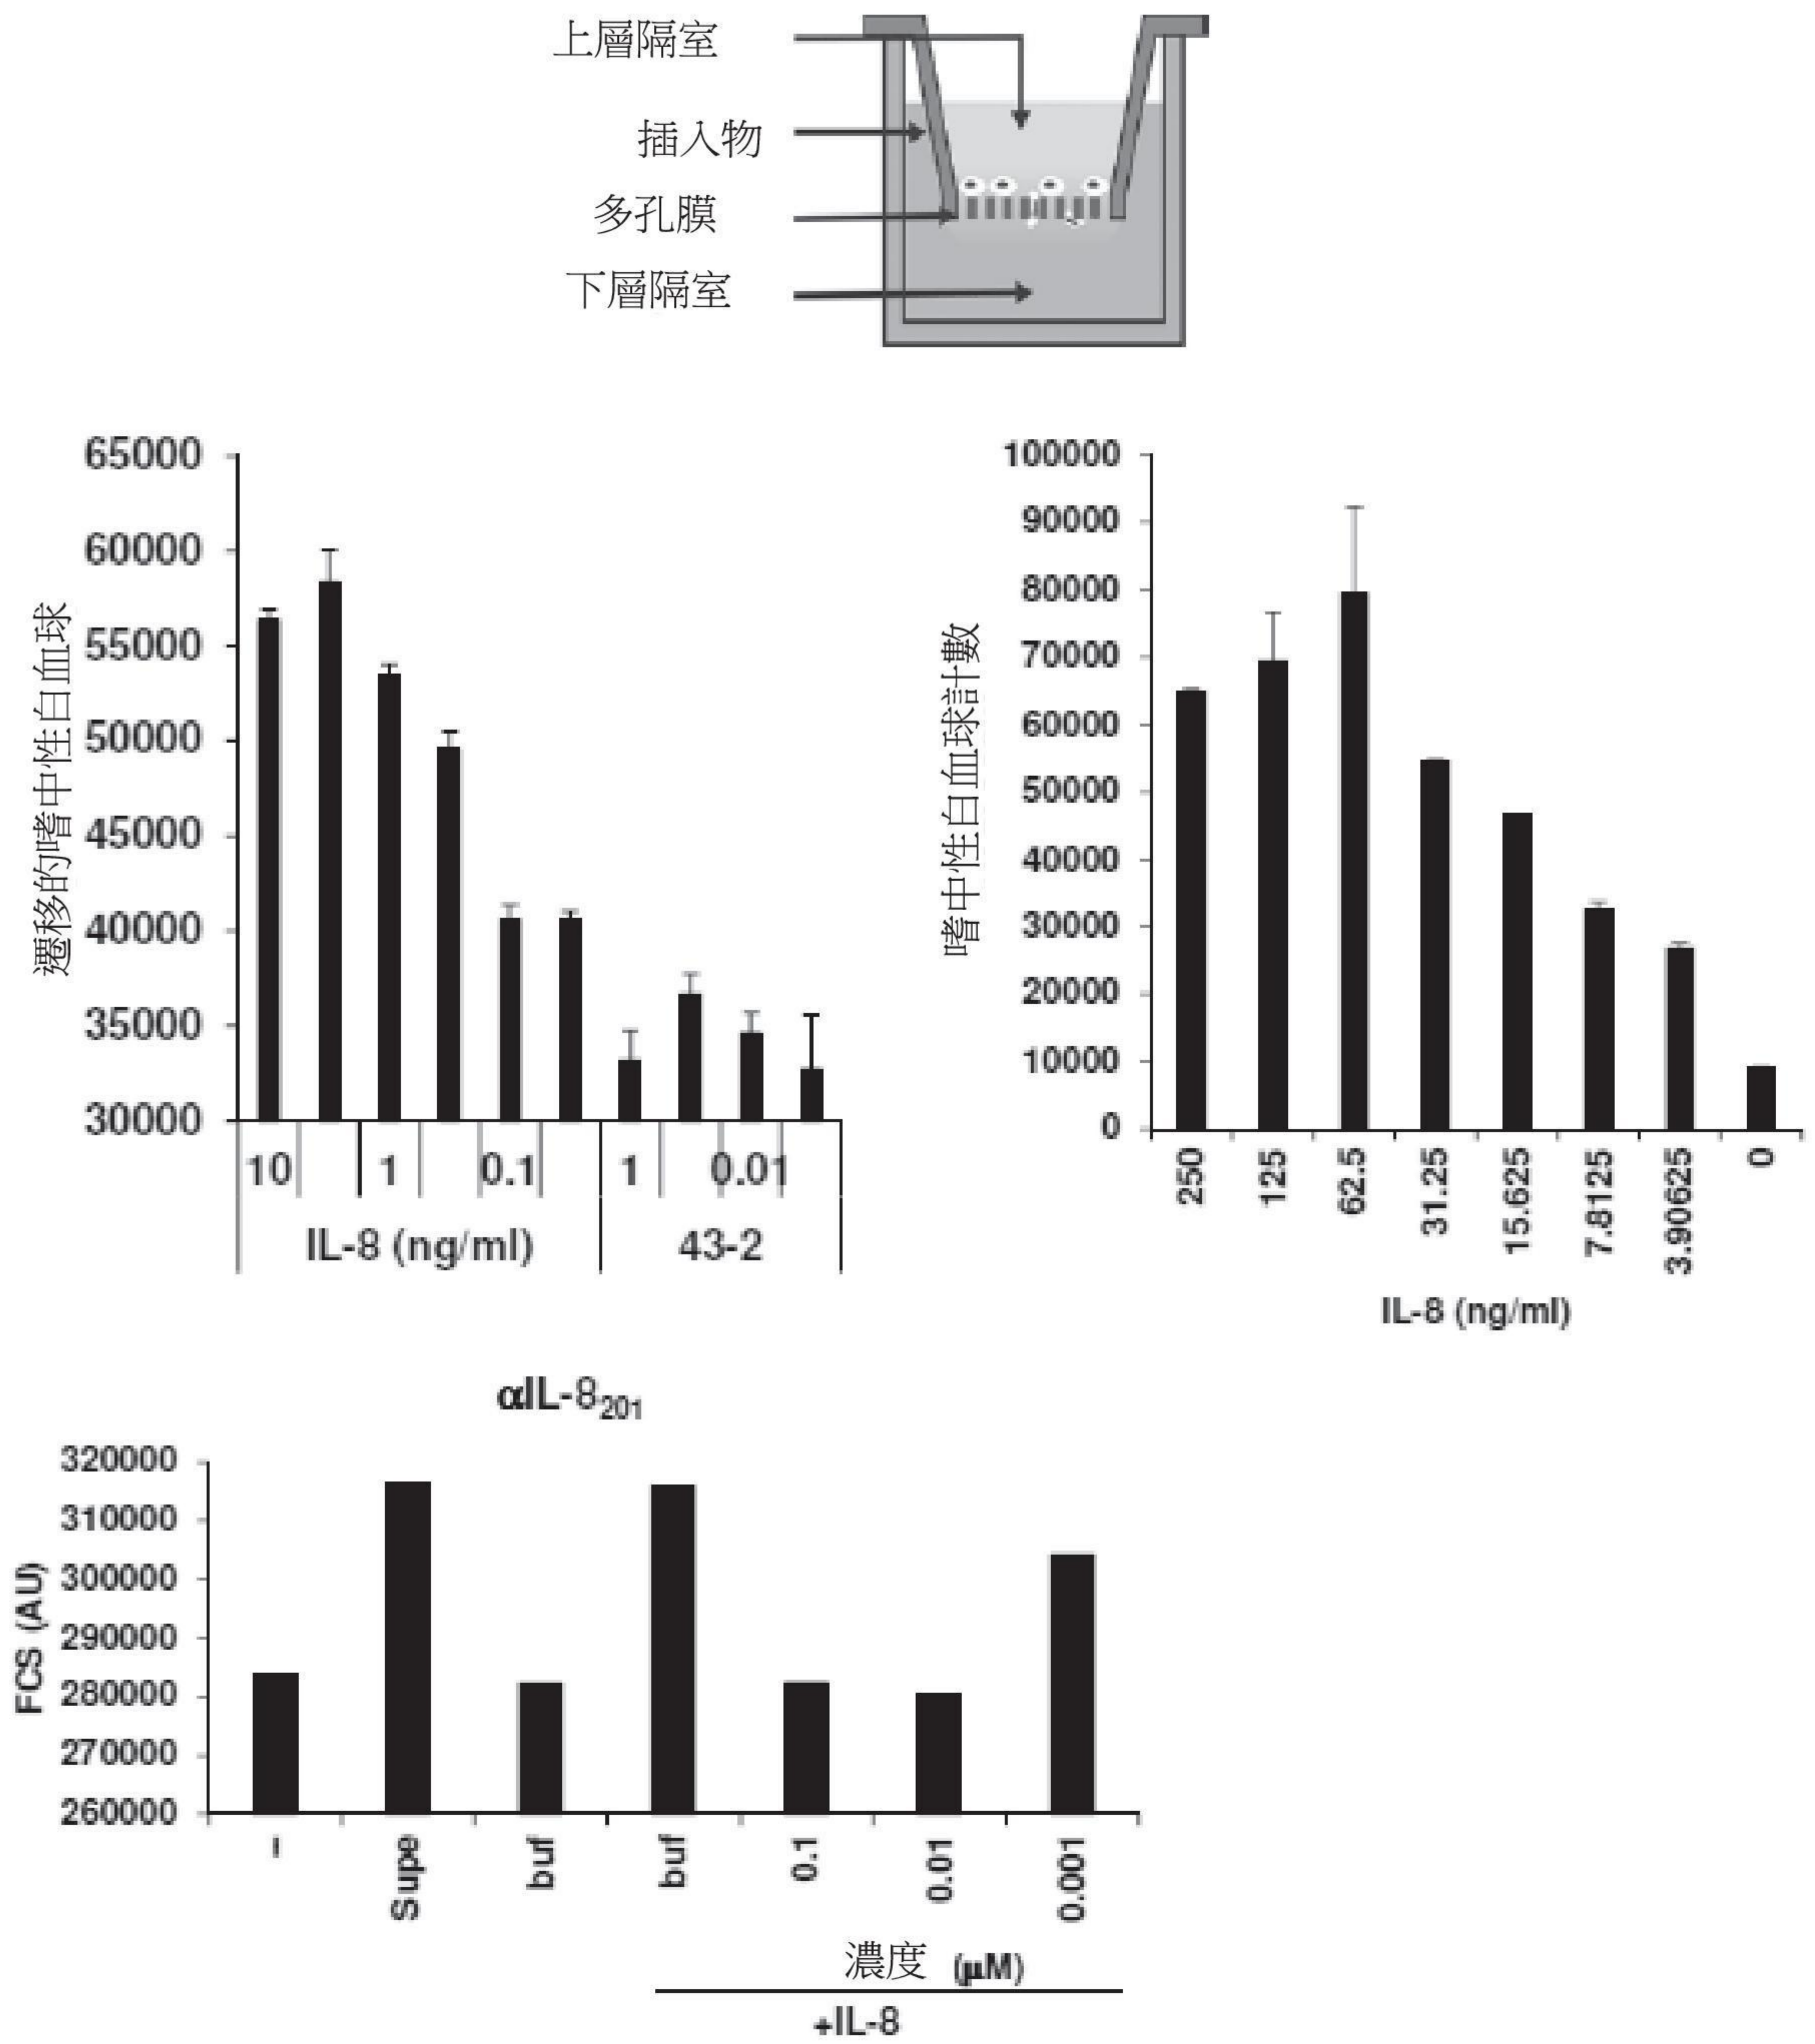 上層隔室
插入物
多孔膜
下層隔室
遷移的嗜中性白血球
65000
60000
55000
50000
45000
40000
35000
30000
10 1 0.1 1 0.01
IL-8 (ng/ml) 43-2
嗜中性白血球計數
100000
90000
80000
70000
60000
50000
40000
30000
20000
10000
0
250 125 62.5 31.25 15.625 7.8125 3.90625 0
IL-8 (ng/ml)
αIL-8201
FCS (AU)
320000
310000
300000
290000
280000
270000
260000
– Supe buf buf 0.1 0.01 0.001
濃度 (μM)
+IL-8